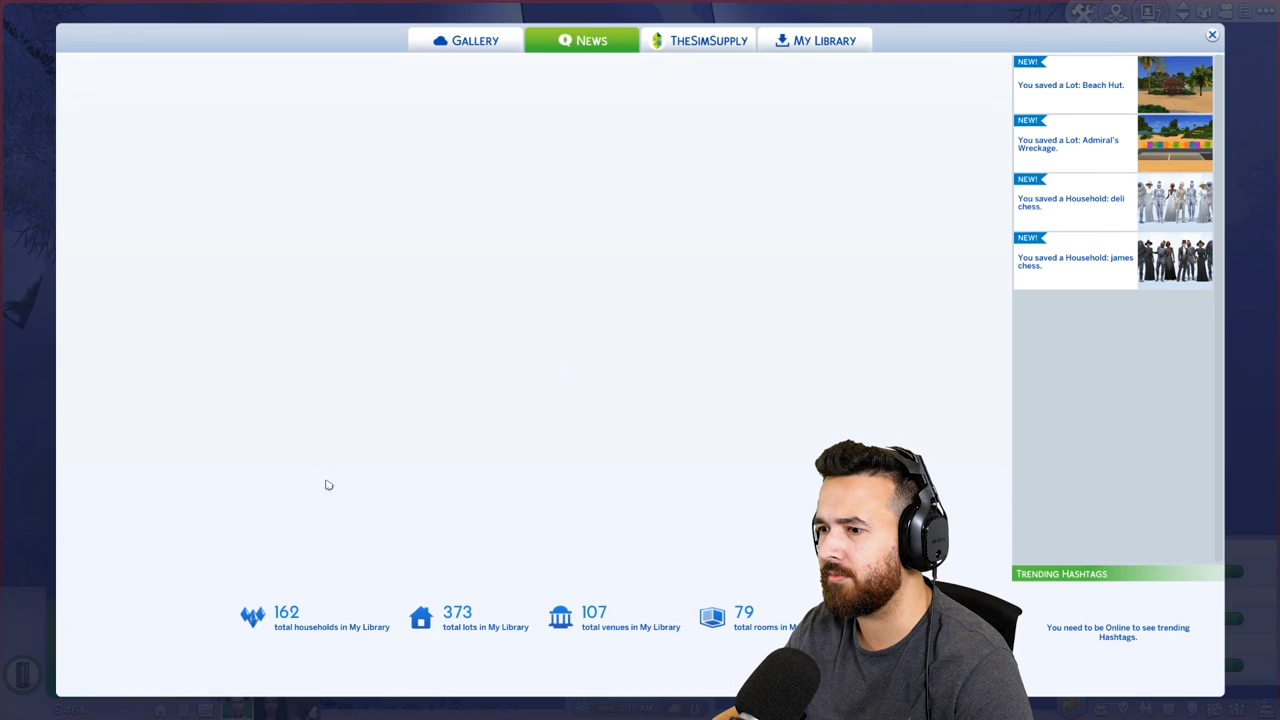 GALLERY
NEWS
THESIMSUPPLY
MY LIBRARY
NEW!
You saved a Lot: Beach Hut.
NEW!
You saved a Lot: Admiral's
Wreckage.
NEW!
You saved a Household: deli
chess.
NEW!
You saved a Household: james
chess.
TRENDING HASHTAGS
You need to be Online to see trending
Hashtags.
162
total households in My Library
373
total lots in My Library
107
total venues in My Library
79
total rooms in